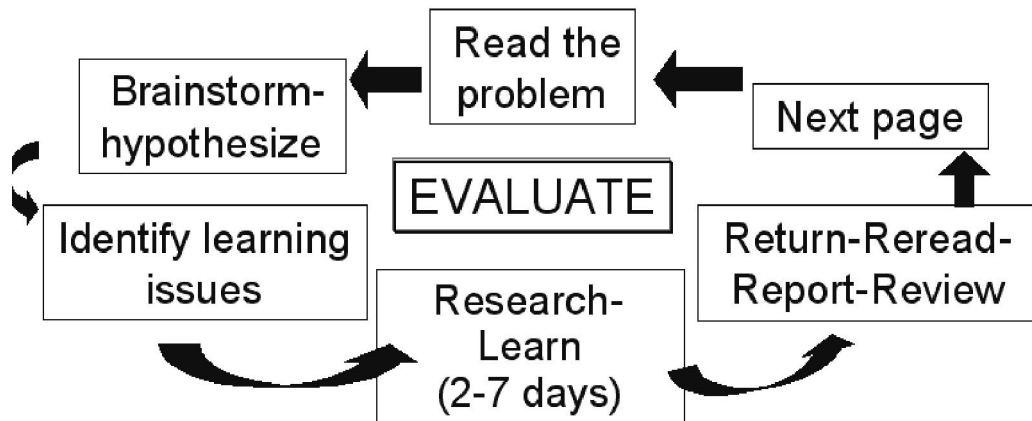 Read the
problem
Brainstorm-
hypothesize
Next page
EVALUATE
Identify learning
issues
Return-Reread-
Report-Review
Research-
Learn
(2-7 days)